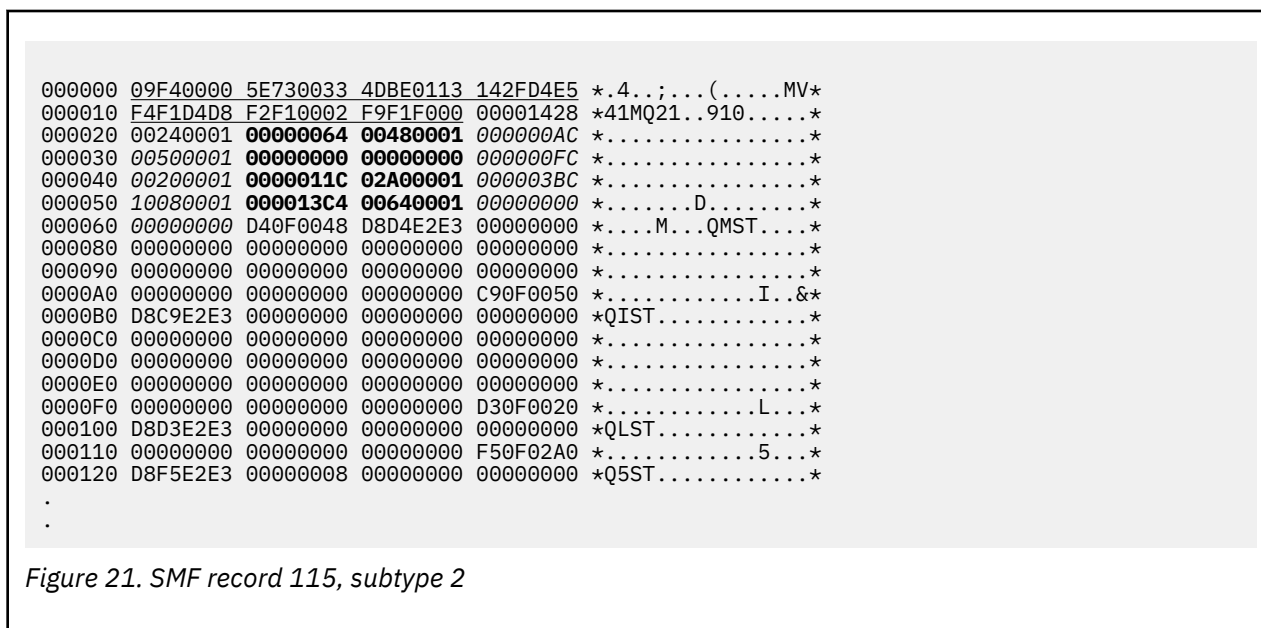 000000 09F40000 5E730033 4DBE0113 142FD4E5 *.4..;...(.....MV*
000010 F4F1D4D8 F2F10002 F9F1F000 00001428 *41MQ21..910.....*
000020 00240001 00000064 00480001 000000AC *................*
000030 00500001 00000000 00000000 000000FC *................*
000040 00200001 0000011C 02A00001 000003BC *................*
000050 10080001 000013C4 00640001 00000000 *.......D........*
000060 00000000 D40F0048 D8D4E2E3 00000000 *....M...QMST....*
000080 00000000 00000000 00000000 00000000 *................*
000090 00000000 00000000 00000000 00000000 *................*
0000A0 00000000 00000000 00000000 C90F0050 *............I..&*
0000B0 D8C9E2E3 00000000 00000000 00000000 *QIST............*
0000C0 00000000 00000000 00000000 00000000 *................*
0000D0 00000000 00000000 00000000 00000000 *................*
0000E0 00000000 00000000 00000000 00000000 *................*
0000F0 00000000 00000000 00000000 D30F0020 *............L...*
000100 D8D3E2E3 00000000 00000000 00000000 *QLST............*
000110 00000000 00000000 00000000 F50F02A0 *............5...*
000120 D8F5E2E3 00000008 00000000 00000000 *Q5ST............*
.
.
Figure 21. SMF record 115, subtype 2